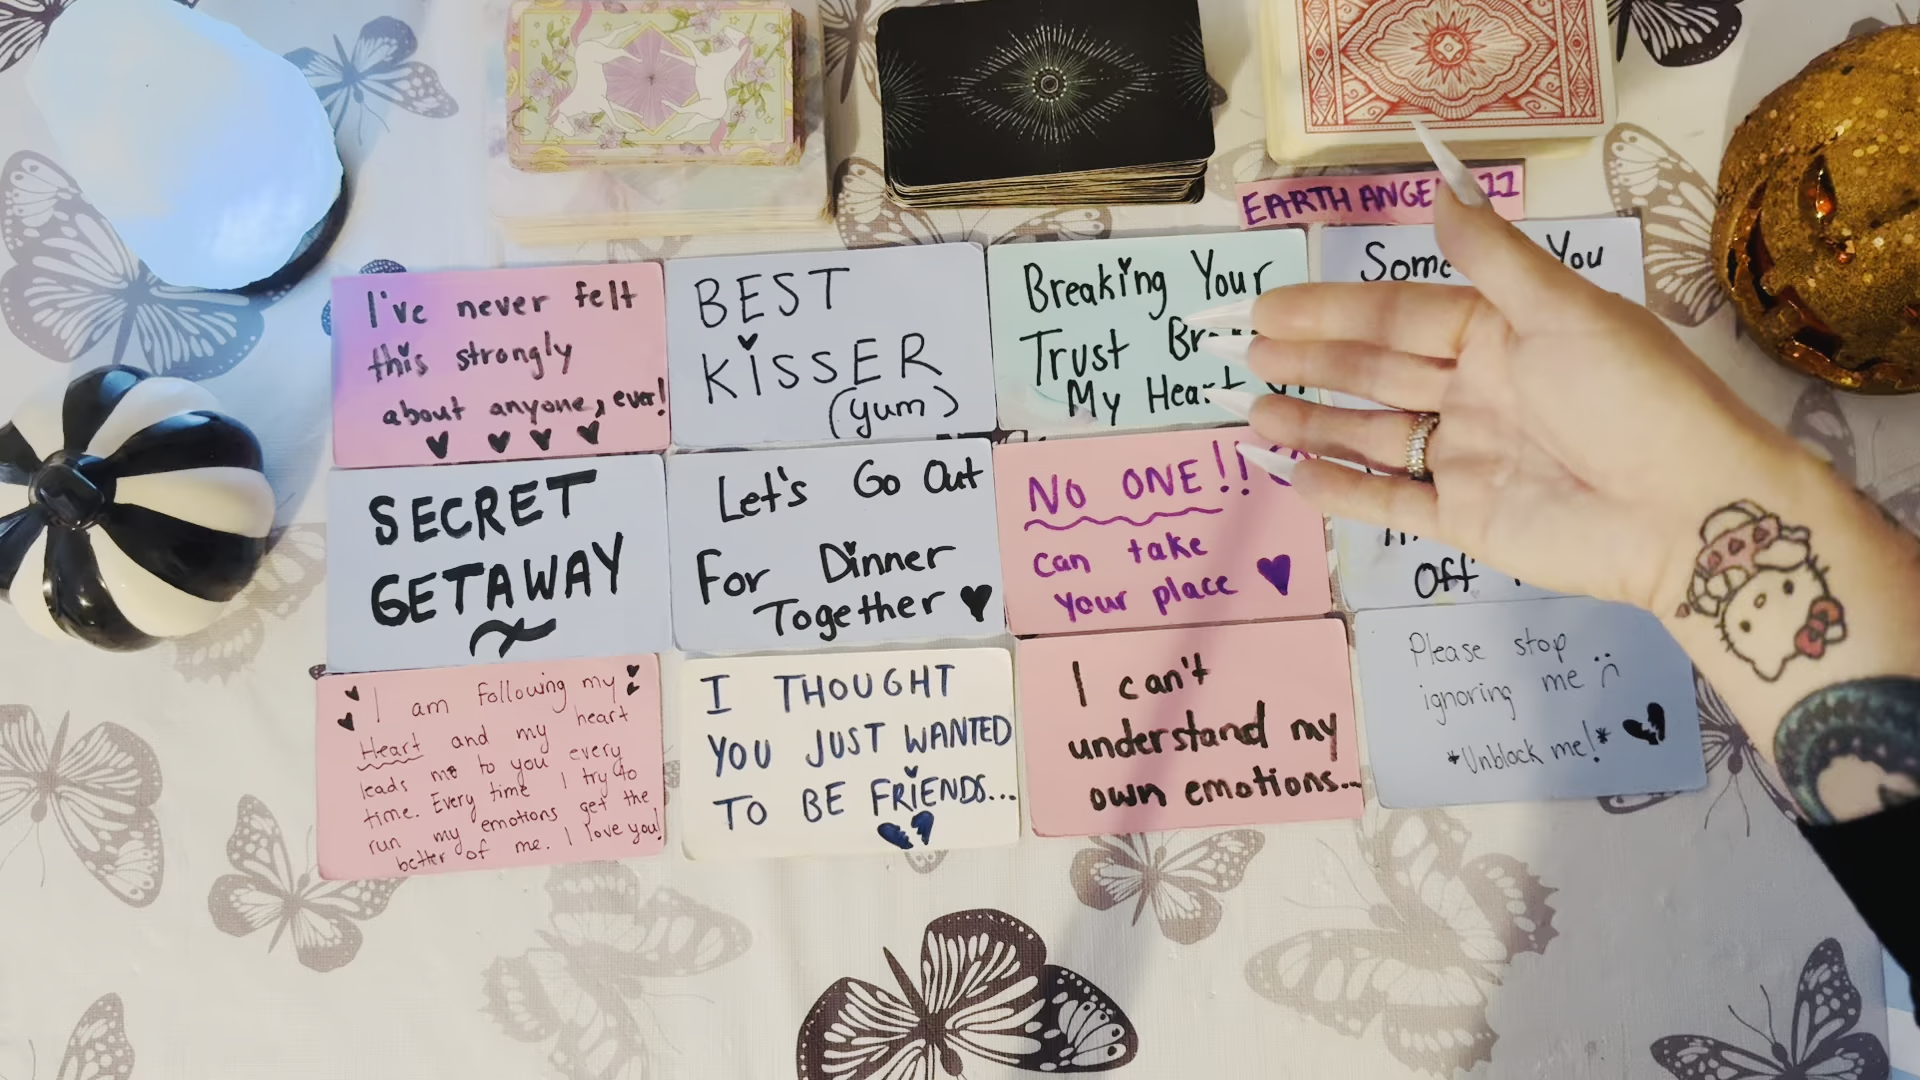 EARTH ANGE 11
I've never felt
this strongly
about anyone, ever!
BEST
KiSSER
(yum)
Breaking Your
Trust
My Heart
You
SECRET
GETAWAY
Let's Go Out
For Dinner
Together
NO ONE!!
can take
your place
Off
I am following my
Heart and my heart
leads me to you every
time. Every time I try to
run my emotions get the
better of me. I love you!
I THOUGHT
YOU JUST WANTED
TO BE FRiENDS...
I can't
understand my
own emotions...
Please stop
ignoring me
*Unblock me!*